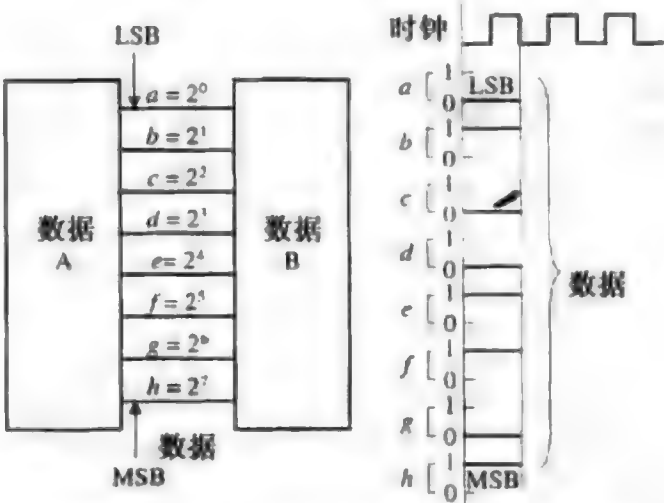 LSB
a = 2⁰
b = 2¹
c = 2²
d = 2³
e = 2⁴
f = 2⁵
g = 2⁶
h = 2⁷
数据
A
数据
B
数据
MSB
时钟
a [ 1 LSB
0
b [ 1
0
c [ 1
0
d [ 1
0
e [ 1
0
f [ 1
0
g [ 1
0
h [ 1
0 MSB
数据